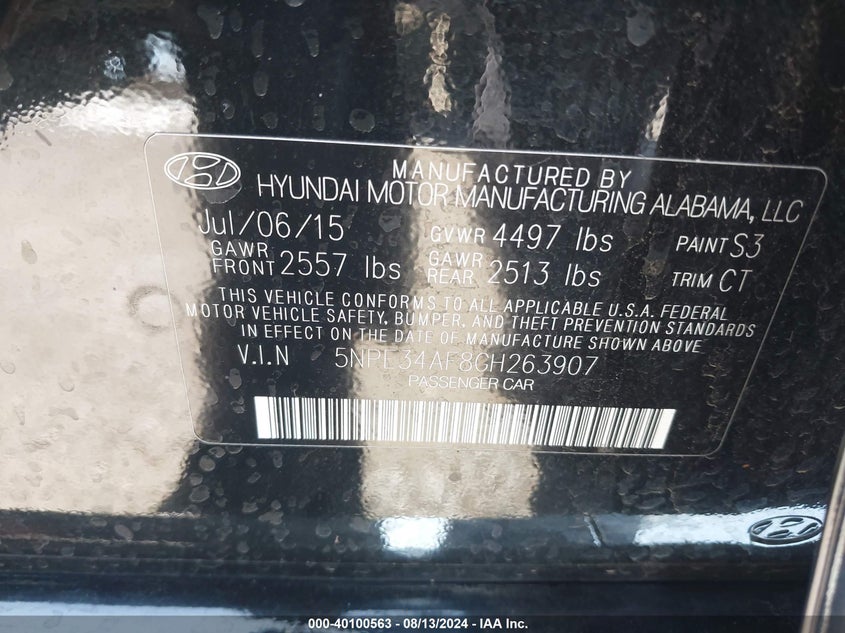 MANUFACTURED BY
HYUNDAI MOTOR MANUFACTURING ALABAMA, LLC
Jul/06/15 GVWR 4497 lbs PAINT S3
GAWR FRONT 2557 lbs GAWR REAR 2513 lbs TRIM CT
THIS VEHICLE CONFORMS TO ALL APPLICABLE U.S.A. FEDERAL
MOTOR VEHICLE SAFETY, BUMPER, AND THEFT PREVENTION STANDARDS
IN EFFECT ON THE DATE OF MANUFACTURE SHOWN ABOVE
V.I.N 5NPE34AF8GH263907
PASSENGER CAR
000-40100563 - 08/13/2024 - IAA Inc.